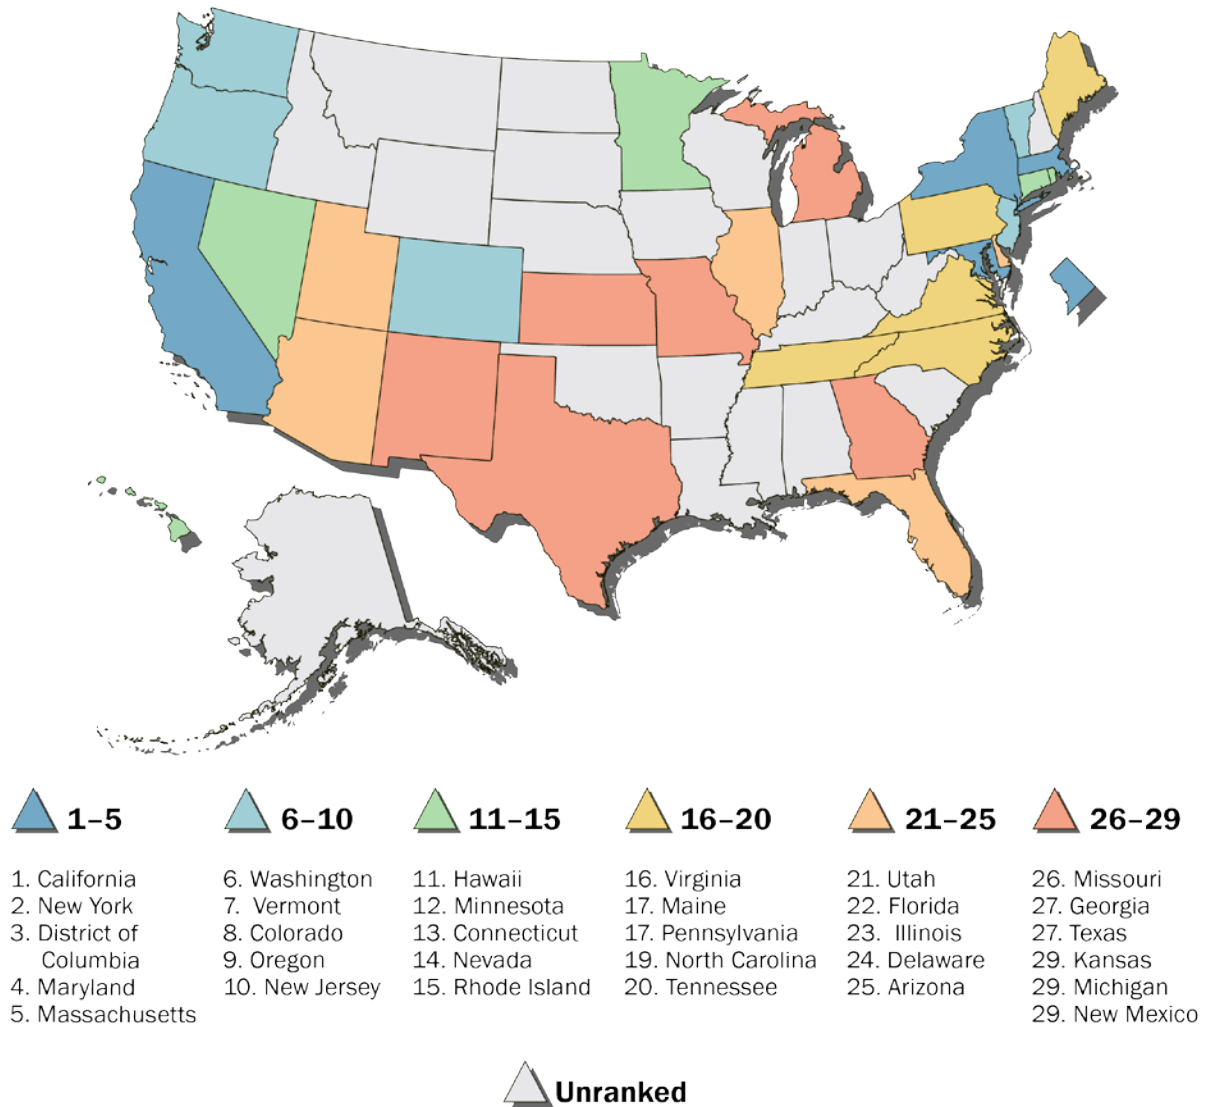 1–5
1. California
2. New York
3. District of
Columbia
4. Maryland
5. Massachusetts
6–10
6. Washington
7. Vermont
8. Colorado
9. Oregon
10. New Jersey
11–15
11. Hawaii
12. Minnesota
13. Connecticut
14. Nevada
15. Rhode Island
16–20
16. Virginia
17. Maine
17. Pennsylvania
19. North Carolina
20. Tennessee
21–25
21. Utah
22. Florida
23. Illinois
24. Delaware
25. Arizona
26–29
26. Missouri
27. Georgia
27. Texas
29. Kansas
29. Michigan
29. New Mexico
Unranked